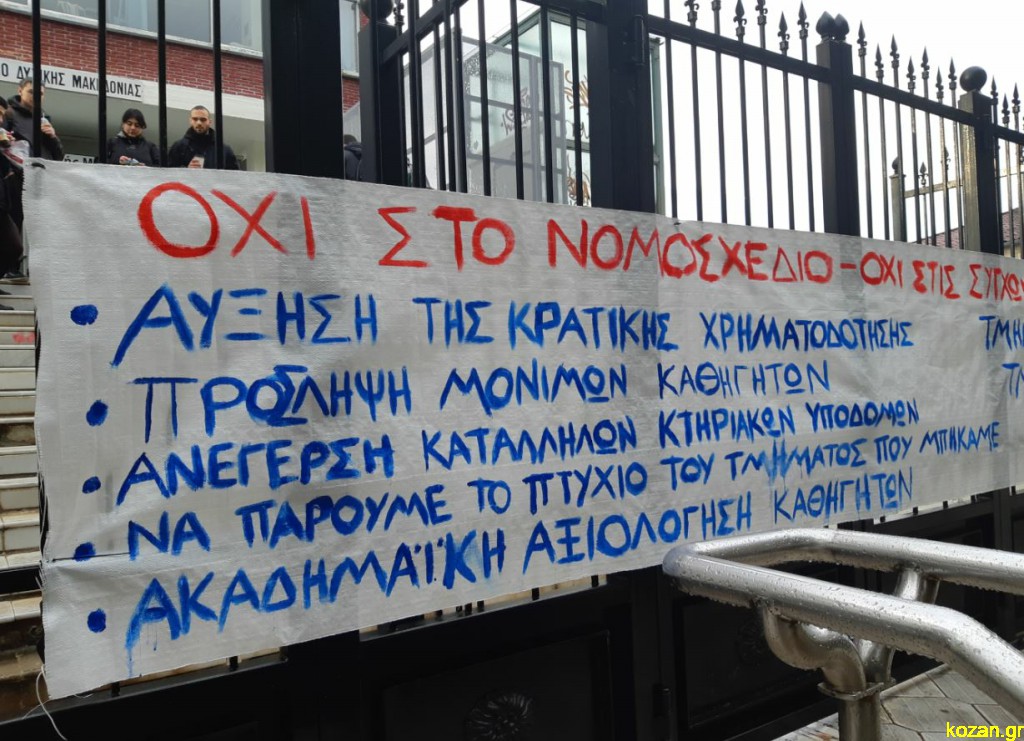 Ο ΔΥΤΙΚΗΣ ΜΑΚΕΔΟΝΙΑΣ
ΟΧΙ ΣΤΟ ΝΟΜΟΣΧΕΔΙΟ - ΟΧΙ ΣΤΙΣ
• ΑΥΞΗΣΗ ΤΗΣ ΚΡΑΤΙΚΗΣ ΧΡΗΜΑΤΟΔΟΤΗΣΗΣ
• ΠΡΟΣΛΗΨΗ ΜΟΝΙΜΩΝ ΚΑΘΗΓΗΤΩΝ
• ΑΝΕΓΕΡΣΗ ΚΑΤΑΛΛΗΛΩΝ ΚΤΗΡΙΑΚΩΝ ΥΠΟΔΟΜΩΝ
• ΝΑ ΠΑΡΟΥΜΕ ΤΟ ΠΤΥΧΙΟ ΤΟΥ ΤΜΗΜΑΤΟΣ ΠΟΥ ΜΠΗΚΑΜΕ
• ΑΚΑΔΗΜΑΪΚΗ ΑΞΙΟΛΟΓΗΣΗ ΚΑΘΗΓΗΤΩΝ
kozan.gr